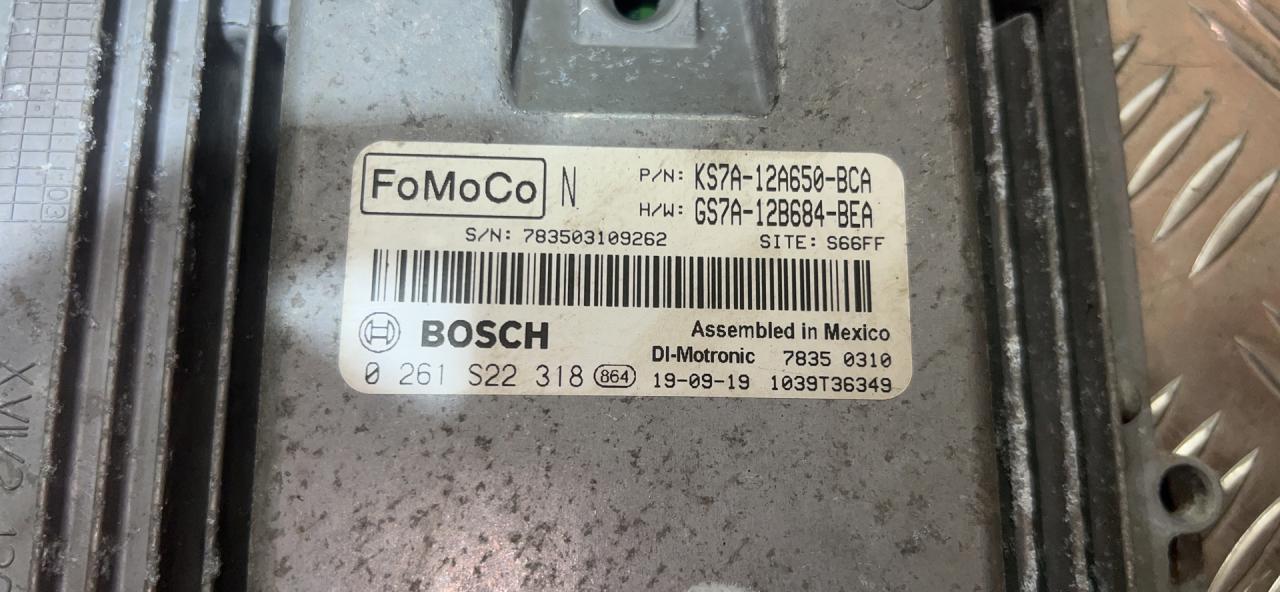 FoMoCo N
P/N: KS7A-12A650-BCA
H/W: GS7A-12B684-BEA
S/N: 783503109262 SITE: S66FF
BOSCH
Assembled in Mexico
DI-Motronic 7835 0310
0 261 S22 318 864 19-09-19 1039T36349